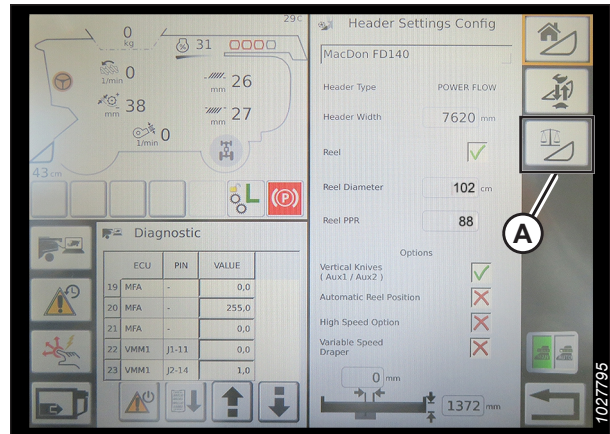 0
kg
29c
31
0
1/min
26
mm
38
mm
27
mm
0
1/min
43 cm
L
(P)
Diagnostic
ECU PIN VALUE
19 MFA - 0,0
20 MFA - 255,0
21 MFA - 0,0
22 VMM1 J1-11 0,0
23 VMM1 J2-14 1,0
Header Settings Config
MacDon FD140
Header Type POWER FLOW
Header Width 7620 mm
Reel
Reel Diameter 102 cm
Reel PPR 88
Options
Vertical Knives
( Aux1 / Aux2 )
Automatic Reel Position
High Speed Option
Variable Speed
Draper
0 mm
1372 mm
A
1027795